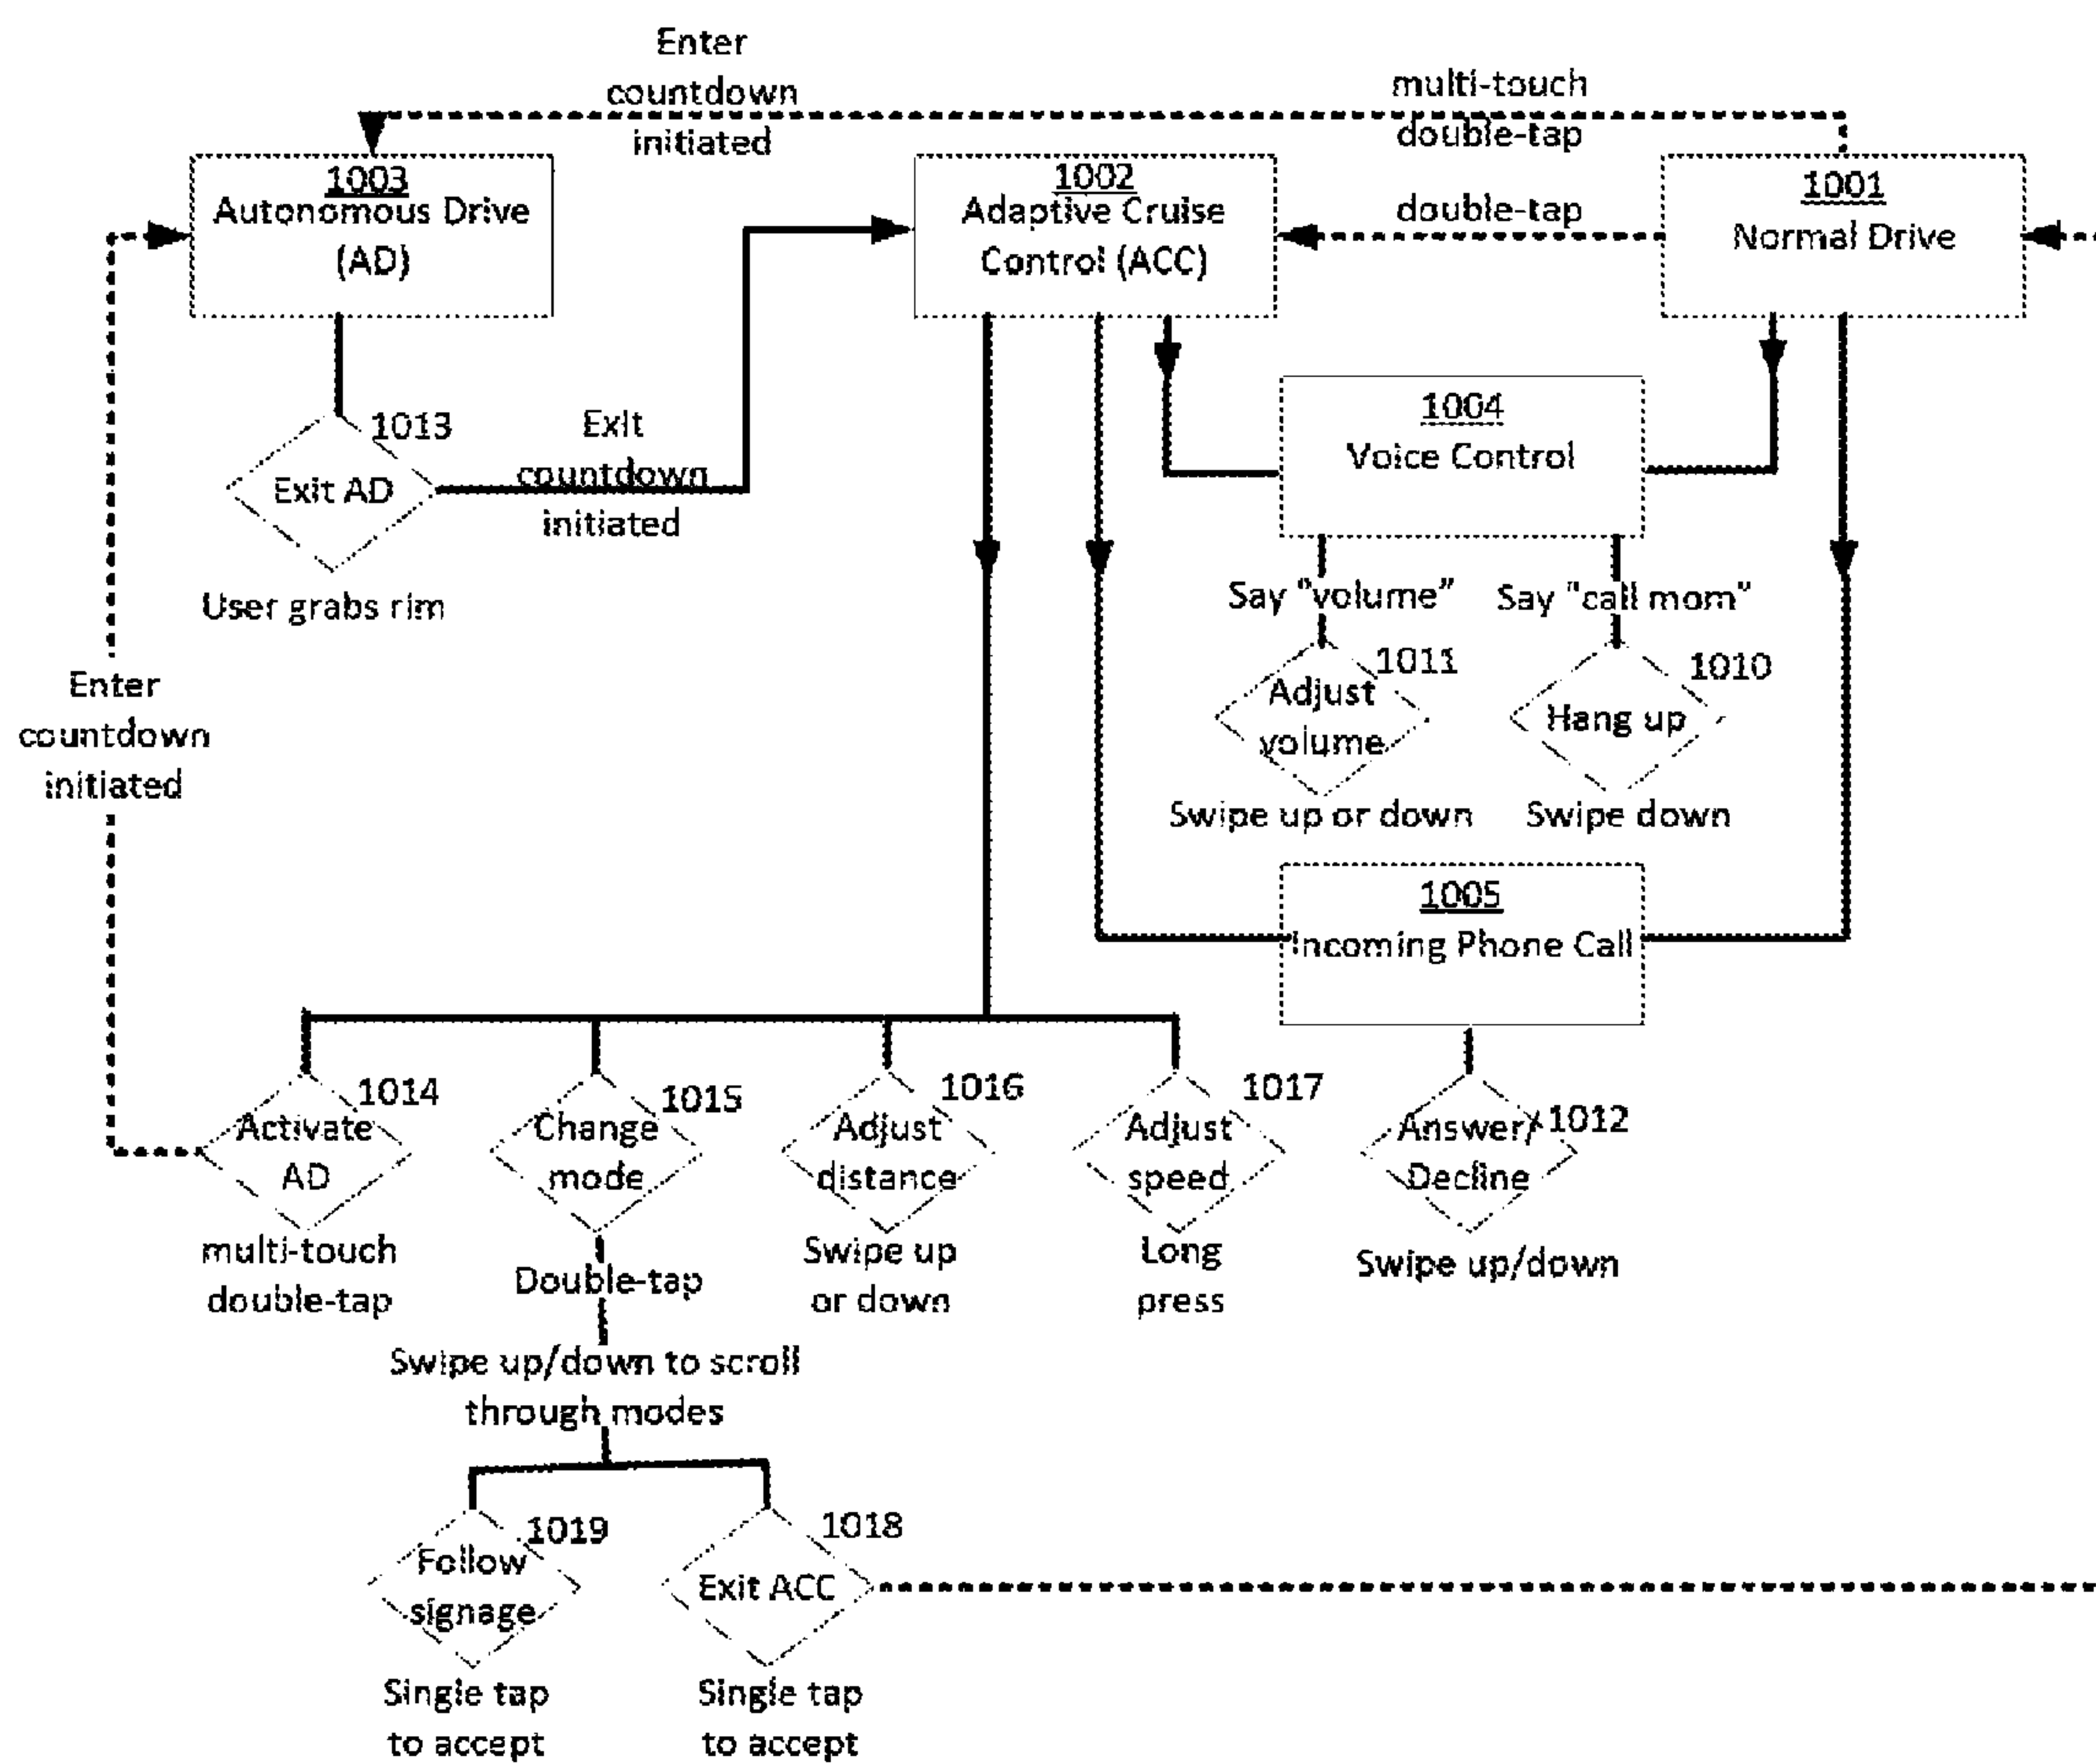 Enter
countdown
initiated
multi-touch
double-tap
1003
Autonomous Drive
(AD)
1002
Adaptive Cruise
Control (ACC)
double-tap
1001
Normal Drive
1013
Exit AD
User grabs rim
Exit
countdown
initiated
1004
Voice Control
Say "volume"
Say "call mom"
1011
Adjust
volume
Swipe up or down
1010
Hang up
Swipe down
Enter
countdown
initiated
1005
Incoming Phone Call
1014
Activate
AD
multi-touch
double-tap
1015
Change
mode
Double-tap
1016
Adjust
distance
Swipe up
or down
1017
Adjust
speed
Long
press
1012
Answer/
Decline
Swipe up/down
Swipe up/down to scroll
through modes
1019
Follow
signage
Single tap
to accept
1018
Exit ACC
Single tap
to accept